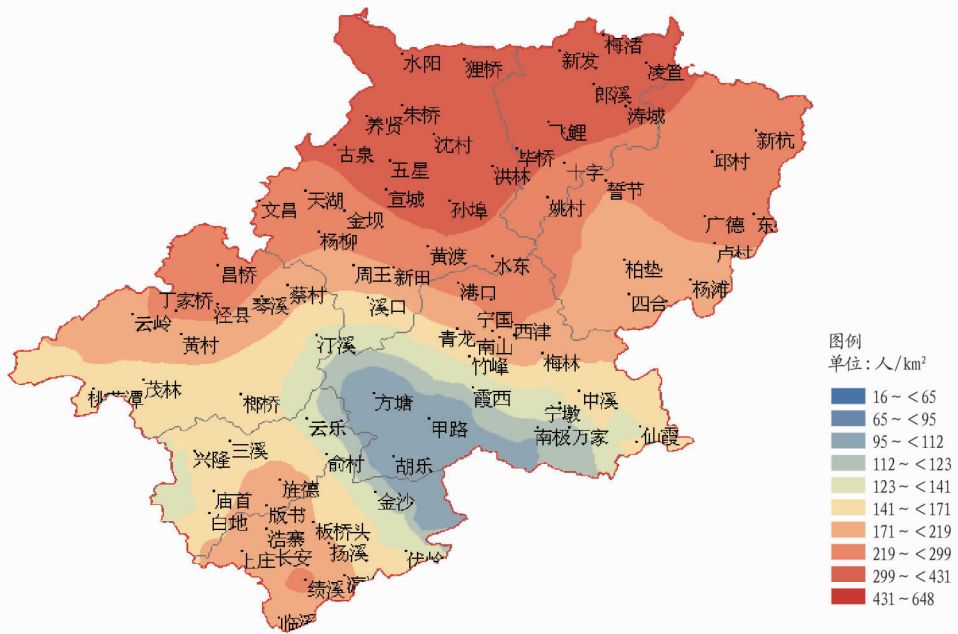 梅渚
新发
水阳
狸桥
凌笪
郎溪
朱桥
涛城
养贤
飞鲤
沈村
新杭
古泉
毕桥
邱村
五星
洪林
十字
誓节
宣城
天湖
姚村
文昌
孙埠
金坝
广德
东
杨柳
黄渡
卢村
水东
柏垫
昌桥
周王
新田
杨滩
蔡村
港口
丁家桥
四合
琴溪
溪口
泾县
云岭
宁国
西津
黄村
汀溪
青龙
南山
竹峰
梅林
图例
单位：人/km²
茂林
桃花潭
榔桥
方塘
霞西
中溪
16～<65
宁墩
65～<95
云乐
甲路
南极
万家
仙霞
95～<112
三溪
兴隆
俞村
胡乐
112～<123
旌德
123～<141
庙首
金沙
141～<171
白地
版书
171～<219
浩寨
板桥头
219～<299
上庄
长安
扬溪
伏岭
299～<431
绩溪
431～648
临溪